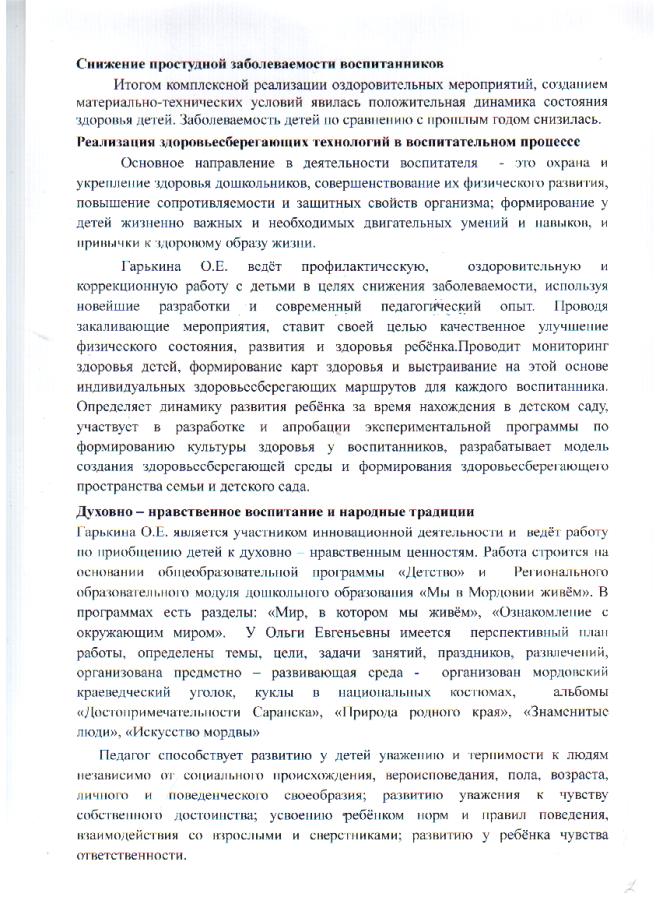 Снижение простудной заболеваемости воспитанников
Итогом комплексной реализации оздоровительных мероприятий, созданием
материально-технических условий явилась положительная динамика состояния
здоровья детей. Заболеваемость детей по сравнению с прошлым годом снизилась.
Реализация здоровьесберегающих технологий в воспитательном процессе
Основное направление в деятельности воспитателя - это охрана и
укрепление здоровья дошкольников, совершенствование их физического развития,
повышение сопротивляемости и защитных свойств организма; формирование у
детей жизненно важных и необходимых двигательных умений и навыков, и
привычки к здоровому образу жизни.
Гарькина О.Е. ведёт профилактическую, оздоровительную и
коррекционную работу с детьми в целях снижения заболеваемости, используя
новейшие разработки и современный педагогический опыт. Проводя
закаливающие мероприятия, ставит своей целью качественное улучшение
физического состояния, развития и здоровья ребёнка.Проводит мониторинг
здоровья детей, формирование карт здоровья и выстраивание на этой основе
индивидуальных здоровьесберегающих маршрутов для каждого воспитанника.
Определяет динамику развития ребёнка за время нахождения в детском саду,
участвует в разработке и апробации экспериментальной программы по
формированию культуры здоровья у воспитанников, разрабатывает модель
создания здоровьесберегающей среды и формирования здоровьесберегающего
пространства семьи и детского сада.
Духовно – нравственное воспитание и народные традиции
Гарькина О.Е. является участником инновационной деятельности и ведёт работу
по приобщению детей к духовно – нравственным ценностям. Работа строится на
основании общеобразовательной программы «Детство» и Регионального
образовательного модуля дошкольного образования «Мы в Мордовии живём». В
программах есть разделы: «Мир, в котором мы живём», «Ознакомление с
окружающим миром». У Ольги Евгеньевны имеется перспективный план
работы, определены темы, цели, задачи занятий, праздников, развлечений,
организована предметно – развивающая среда - организован мордовский
краеведческий уголок, куклы в национальных костюмах, альбомы
«Достопримечательности Саранска», «Природа родного края», «Знаменитые
люди», «Искусство мордвы»
Педагог способствует развитию у детей уважению и терпимости к людям
независимо от социального происхождения, вероисповедания, пола, возраста,
личного и поведенческого своеобразия; развитию уважения к чувству
собственного достоинства; усвоению ребёнком норм и правил поведения,
взаимодействия со взрослыми и сверстниками; развитию у ребёнка чувства
ответственности.
2